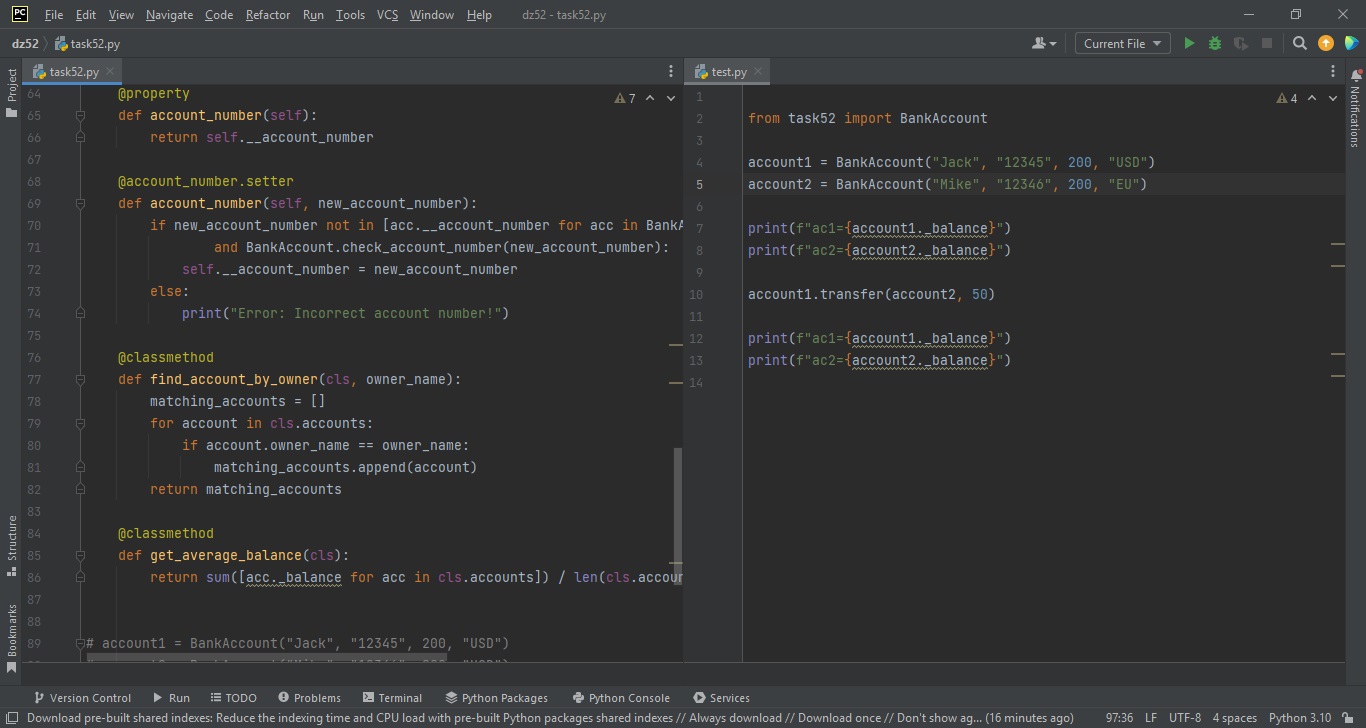 PC File Edit View Navigate Code Refactor Run Tools VCS Window Help dz52 - task52.py
dz52 task52.py Current File
Project
Structure
Bookmarks
task52.py
7
64 @property
65 def account_number(self):
66 return self.__account_number
67
68 @account_number.setter
69 def account_number(self, new_account_number):
70 if new_account_number not in [acc.__account_number for acc in BankA
71 and BankAccount.check_account_number(new_account_number):
72 self.__account_number = new_account_number
73 else:
74 print("Error: Incorrect account number!")
75
76 @classmethod
77 def find_account_by_owner(cls, owner_name):
78 matching_accounts = []
79 for account in cls.accounts:
80 if account.owner_name == owner_name:
81 matching_accounts.append(account)
82 return matching_accounts
83
84 @classmethod
85 def get_average_balance(cls):
86 return sum([acc._balance for acc in cls.accounts]) / len(cls.accoun
87
88
89 # account1 = BankAccount("Jack", "12345", 200, "USD")
test.py
4
1
2 from task52 import BankAccount
3
4 account1 = BankAccount("Jack", "12345", 200, "USD")
5 account2 = BankAccount("Mike", "12346", 200, "EU")
6
7 print(f"ac1={account1._balance}")
8 print(f"ac2={account2._balance}")
9
10 account1.transfer(account2, 50)
11
12 print(f"ac1={account1._balance}")
13 print(f"ac2={account2._balance}")
14
Notifications
Version Control Run TODO Problems Terminal Python Packages Python Console Services
Download pre-built shared indexes: Reduce the indexing time and CPU load with pre-built Python packages shared indexes // Always download // Download once // Don't show ag... (16 minutes ago) 97:36 LF UTF-8 4 spaces Python 3.10